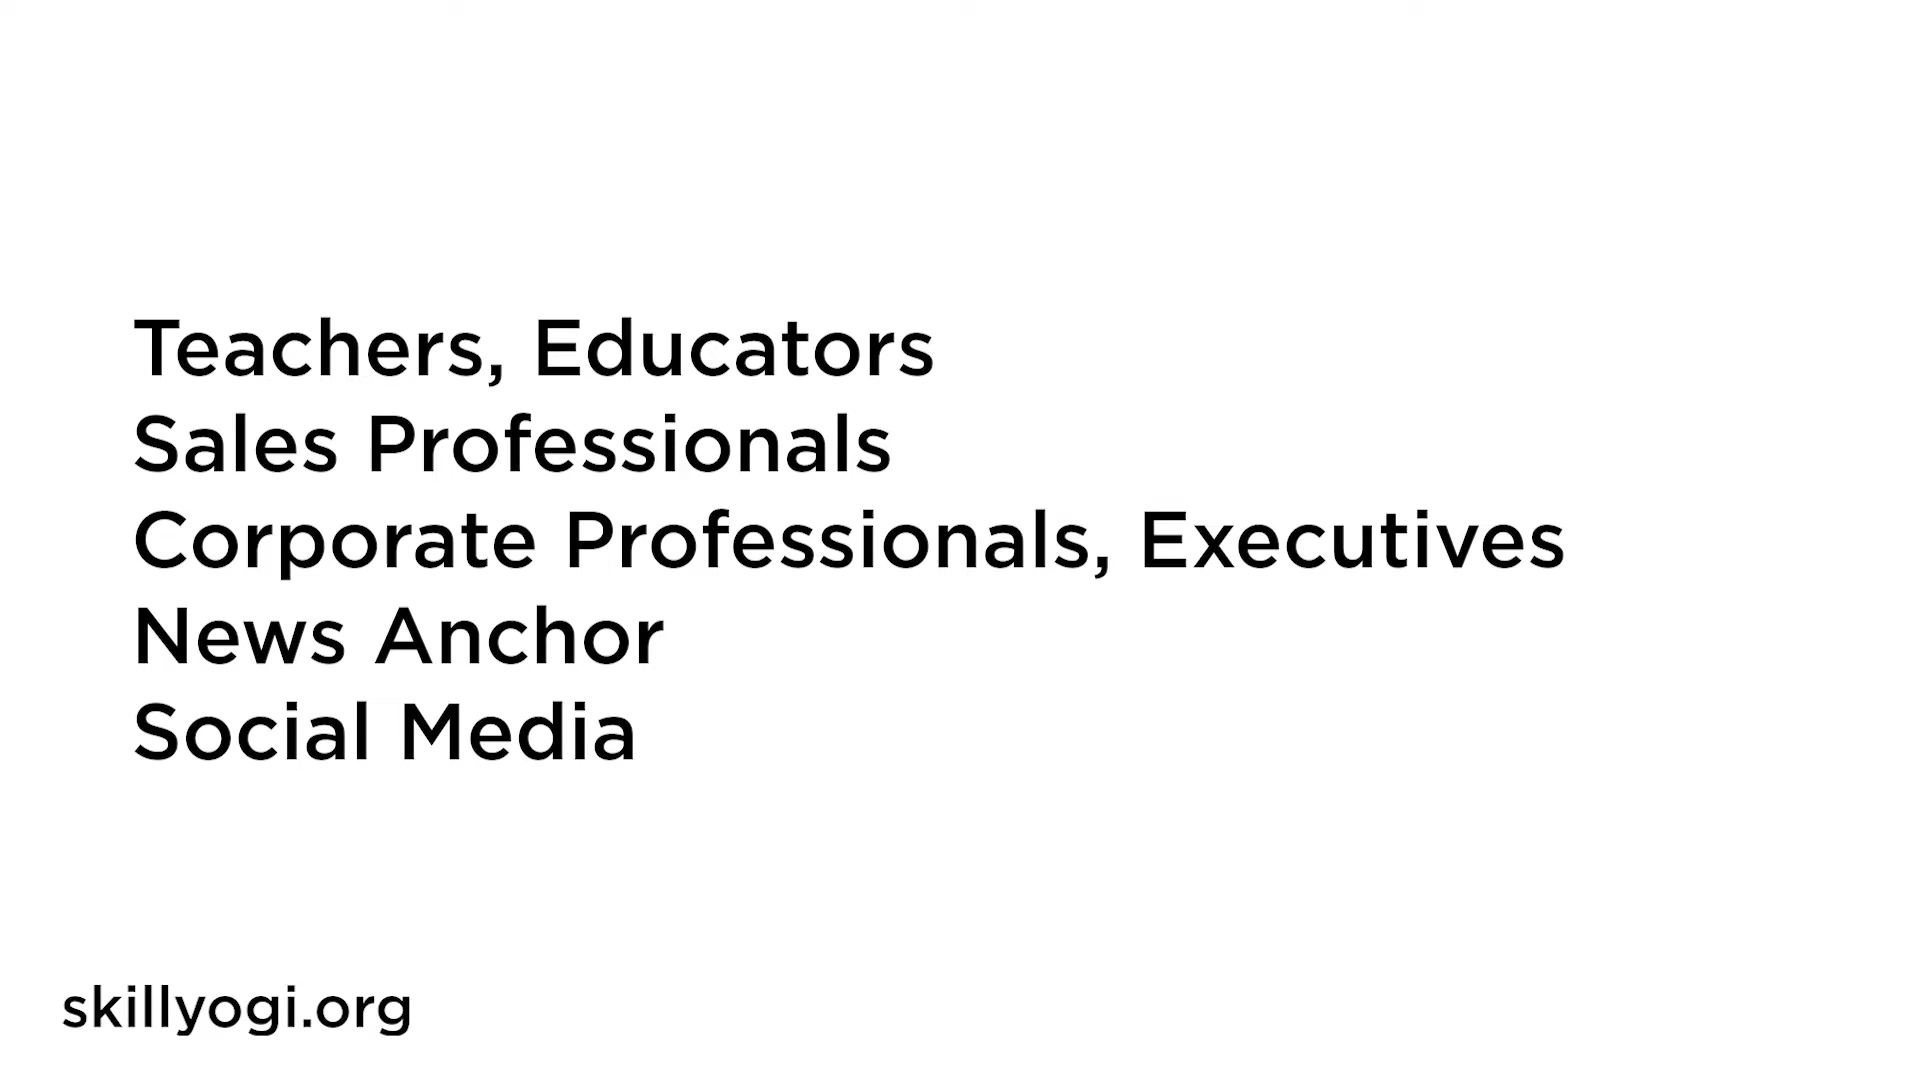 Teachers, Educators
Sales Professionals
Corporate Professionals, Executives
News Anchor
Social Media
skillyogi.org